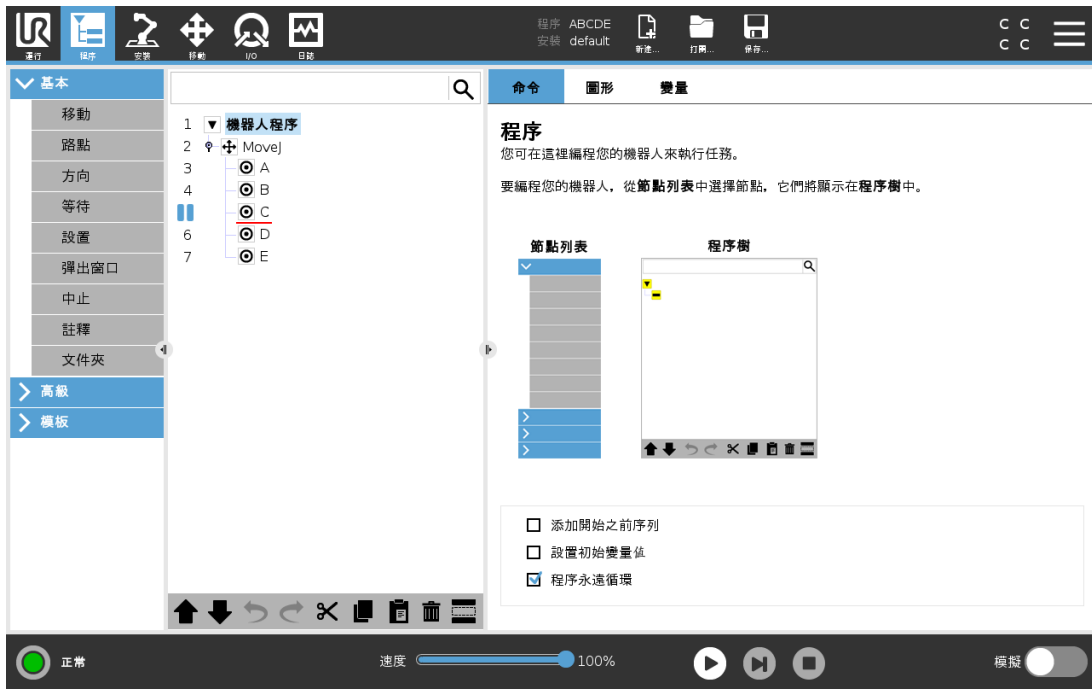 UR
運行
程序
安裝
移動
I/O
日誌
程序 ABCDE
安裝 default
新建...
打開...
保存...
C C
C C
基本
移動
路點
方向
等待
設置
彈出窗口
中止
註釋
文件夾
高級
模板
1 機器人程序
2 MoveJ
3 A
4 B
C
6 D
7 E
命令 圖形 變量
程序
您可在這裡編程您的機器人來執行任務。
要編程您的機器人，從節點列表中選擇節點，它們將顯示在程序樹中。
節點列表
程序樹
添加開始之前序列
設置初始變量值
程序永遠循環
正常
速度 100%
模擬